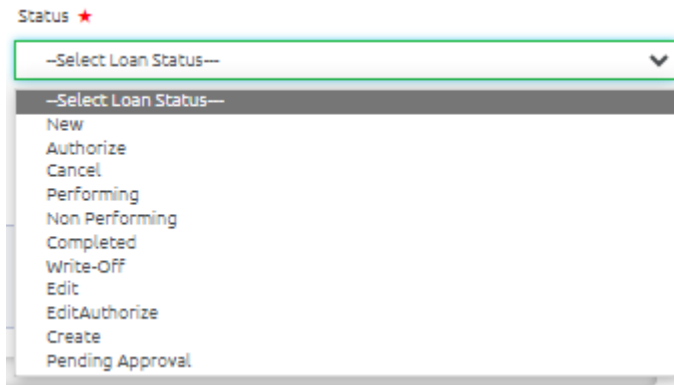 Status ★
--Select Loan Status---
--Select Loan Status---
New
Authorize
Cancel
Performing
Non Performing
Completed
Write-Off
Edit
EditAuthorize
Create
Pending Approval